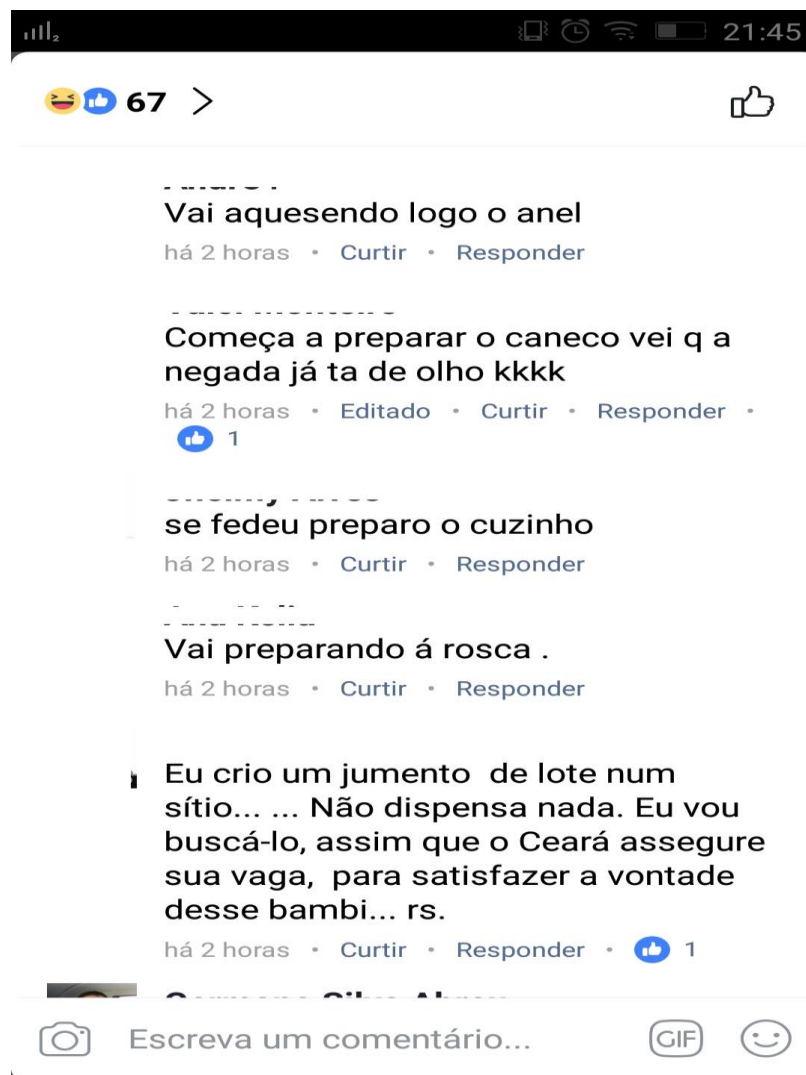 21:45
67
Vai aquesendo logo o anel
há 2 horas • Curtir • Responder
Começa a preparar o caneco vei q a
negada já ta de olho kkkk
há 2 horas • Editado • Curtir • Responder •
1
se fedeu preparo o cuzinho
há 2 horas • Curtir • Responder
Vai preparando á rosca .
há 2 horas • Curtir • Responder
Eu crio um jumento de lote num
sítio... ... Não dispensa nada. Eu vou
buscá-lo, assim que o Ceará assegure
sua vaga, para satisfazer a vontade
desse bambi... rs.
há 2 horas • Curtir • Responder • 1
Escreva um comentário...
GIF